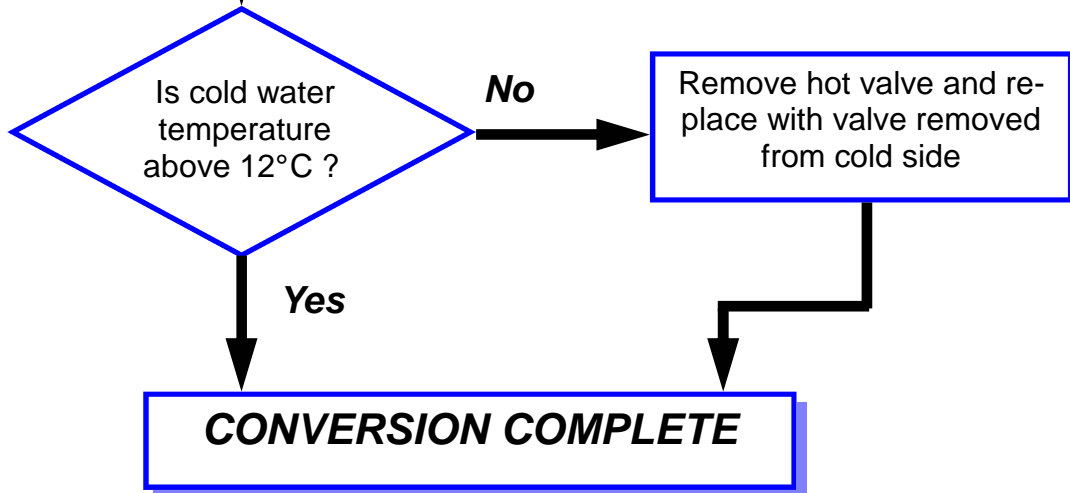 Is cold water
temperature
above 12°C ?
No
Remove hot valve and re-
place with valve removed
from cold side
Yes
CONVERSION COMPLETE